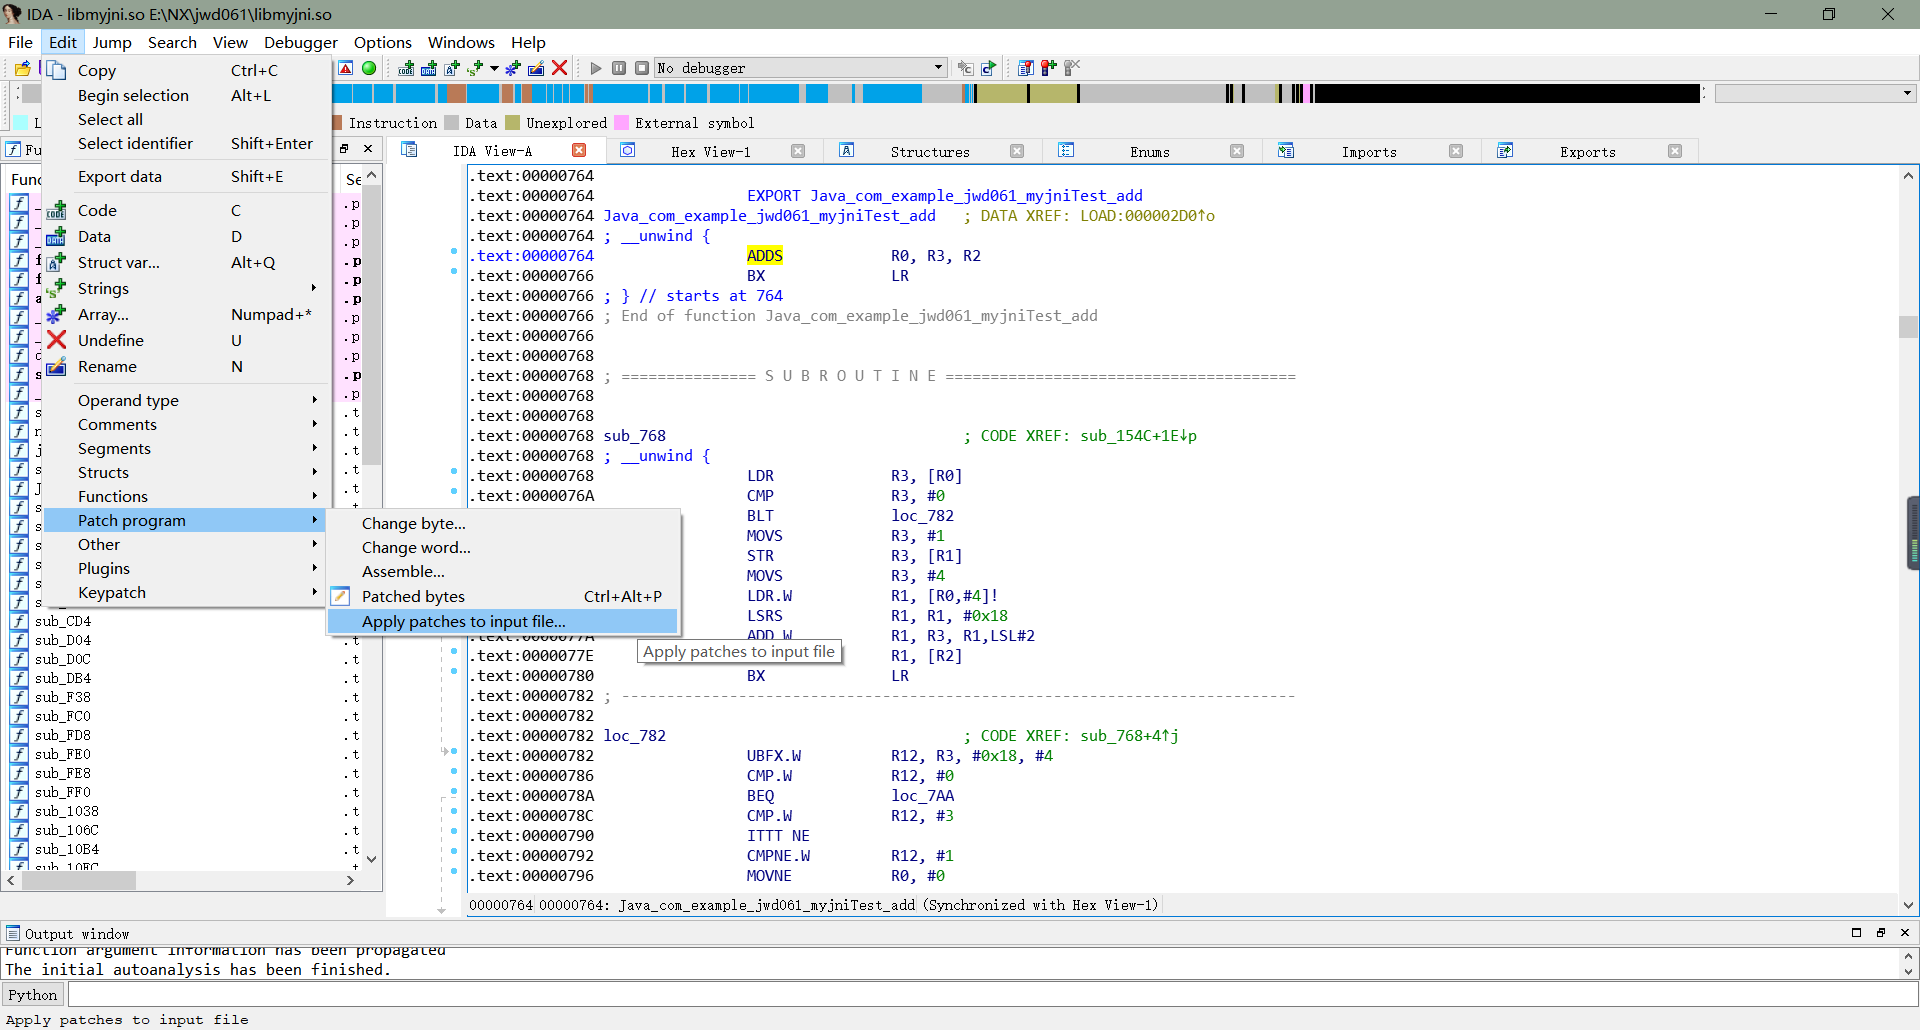 IDA - libmyjni.so E:\NX\jwd061\libmyjni.so
File Edit Jump Search View Debugger Options Windows Help
Copy Ctrl+C
No debugger
Begin selection Alt+L
Select all
Instruction Data Unexplored External symbol
Select identifier Shift+Enter
IDA View-A Hex View-1 Structures Enums Imports Exports
Export data Shift+E
Code C
Data D
Struct var... Alt+Q
Strings
Array... Numpad+*
Undefine U
Rename N
Operand type
Comments
Segments
Structs
Functions
Patch program
Other
Plugins
Keypatch
Change byte...
Change word...
Assemble...
Patched bytes Ctrl+Alt+P
Apply patches to input file...
Apply patches to input file
sub_CD4 .t
sub_D04 .t
sub_D0C .t
sub_DB4 .t
sub_F38 .t
sub_FC0 .t
sub_FD8 .t
sub_FE0 .t
sub_FE8 .t
sub_FF0 .t
sub_1038 .t
sub_106C .t
sub_10B4 .t
sub_10EC .t
.text:00000764
.text:00000764 EXPORT Java_com_example_jwd061_myjniTest_add
.text:00000764 Java_com_example_jwd061_myjniTest_add ; DATA XREF: LOAD:000002D0↑o
.text:00000764 ; __unwind {
.text:00000764 ADDS R0, R3, R2
.text:00000766 BX LR
.text:00000766 ; } // starts at 764
.text:00000766 ; End of function Java_com_example_jwd061_myjniTest_add
.text:00000766
.text:00000768
.text:00000768 ; =============== S U B R O U T I N E =======================================
.text:00000768
.text:00000768
.text:00000768 sub_768 ; CODE XREF: sub_154C+1E↓p
.text:00000768 ; __unwind {
.text:00000768 LDR R3, [R0]
.text:0000076A CMP R3, #0
BLT loc_782
MOVS R3, #1
STR R3, [R1]
MOVS R3, #4
LDR.W R1, [R0,#4]!
LSRS R1, R1, #0x18
.text:0000077A ADD.W R1, R3, R1,LSL#2
.text:0000077E R1, [R2]
.text:00000780 BX LR
.text:00000782 ; ---------------------------------------------------------------------------
.text:00000782
.text:00000782 loc_782 ; CODE XREF: sub_768+4↑j
.text:00000782 UBFX.W R12, R3, #0x18, #4
.text:00000786 CMP.W R12, #0
.text:0000078A BEQ loc_7AA
.text:0000078C CMP.W R12, #3
.text:00000790 ITTT NE
.text:00000792 CMPNE.W R12, #1
.text:00000796 MOVNE R0, #0
00000764 00000764: Java_com_example_jwd061_myjniTest_add (Synchronized with Hex View-1)
Output window
Function argument information has been propagated
The initial autoanalysis has been finished.
Python
Apply patches to input file